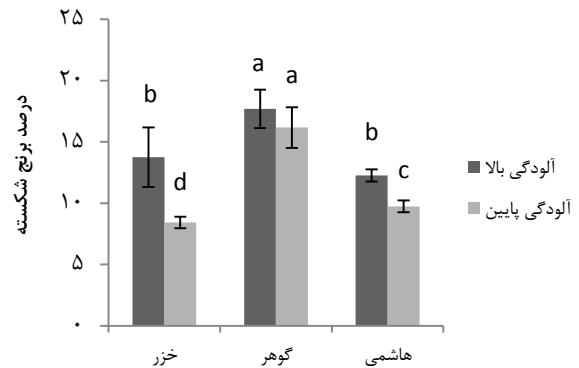 درصد برنج شکسته
۲۵
۲۰
۱۵
۱۰
۵
۰
b
d
a
a
b
c
خزر
گوهر
هاشمی
آلودگی بالا
آلودگی پایین